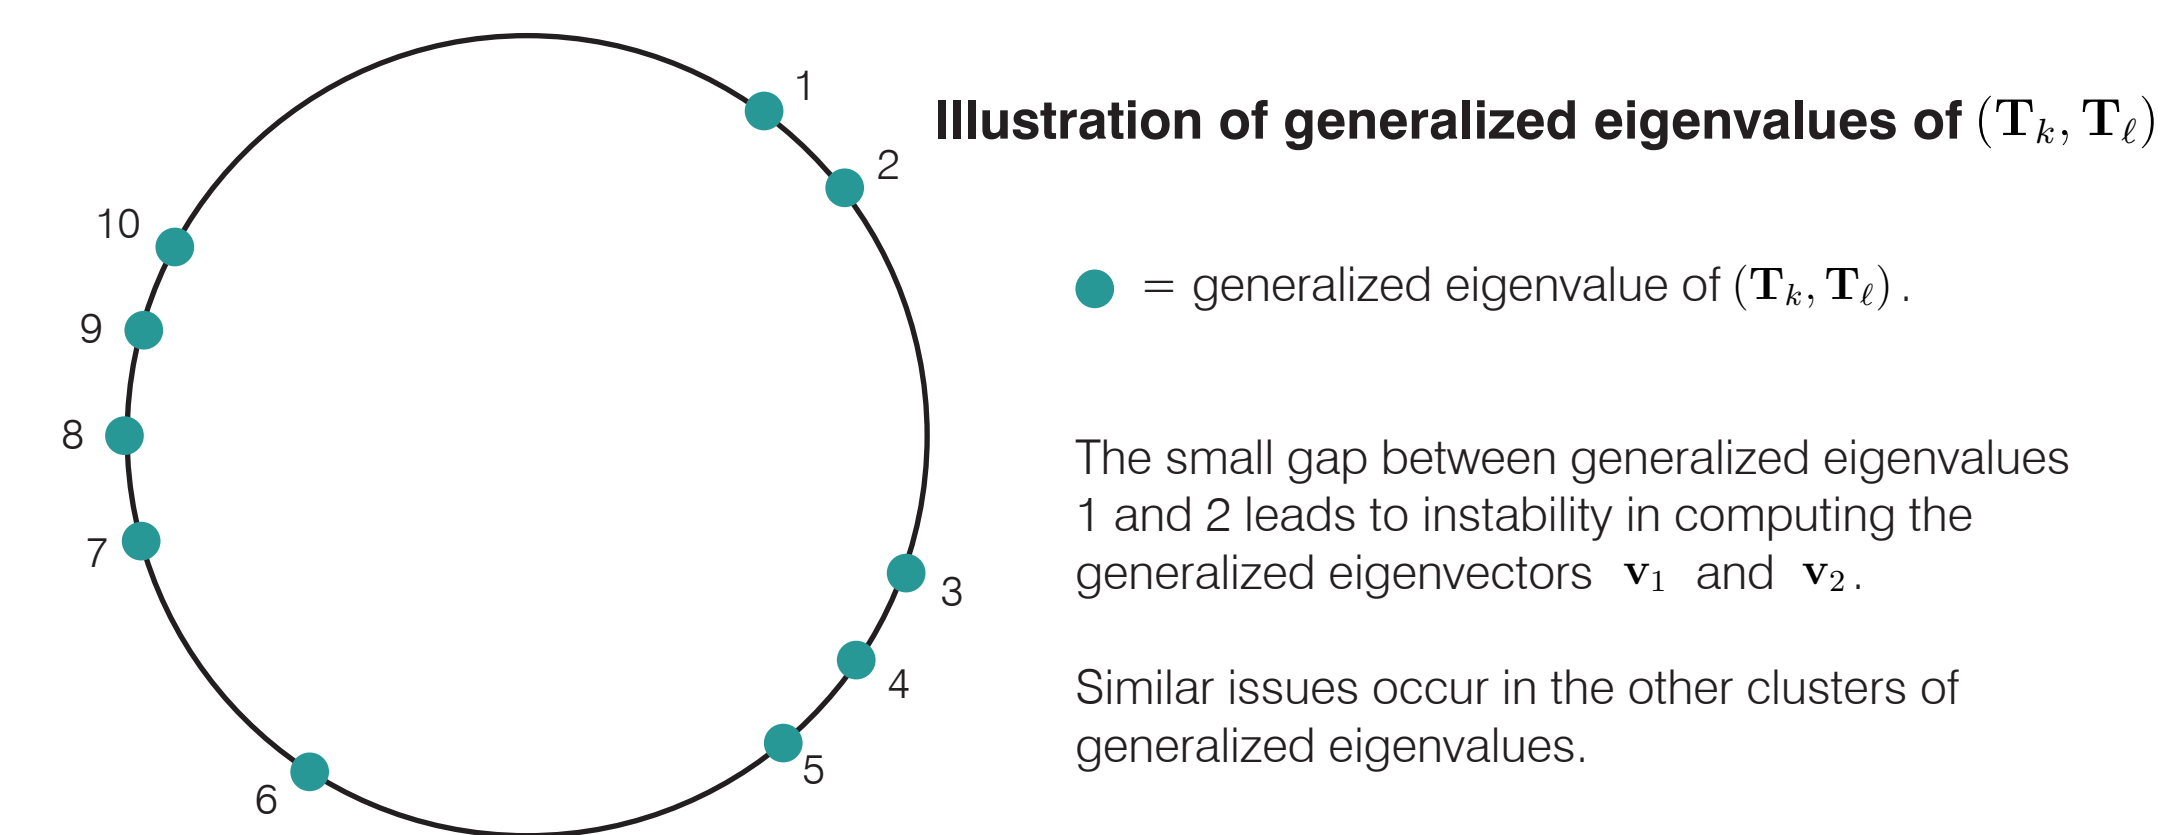 1
Illustration of generalized eigenvalues of (T_k, T_ℓ)
2
10
= generalized eigenvalue of (T_k, T_ℓ).
9
8
The small gap between generalized eigenvalues
1 and 2 leads to instability in computing the
generalized eigenvectors v_1 and v_2.
7
3
4
Similar issues occur in the other clusters of
generalized eigenvalues.
5
6